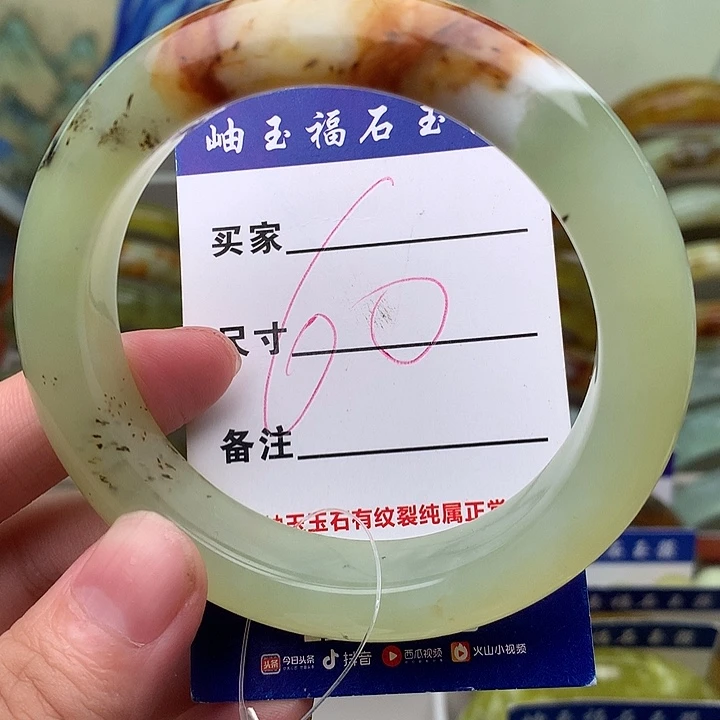 岫玉福石玉
买家
尺寸
60
备注
岫玉玉石有纹裂纯属正常
头条 今日头条 抖音 西瓜视频 火山小视频